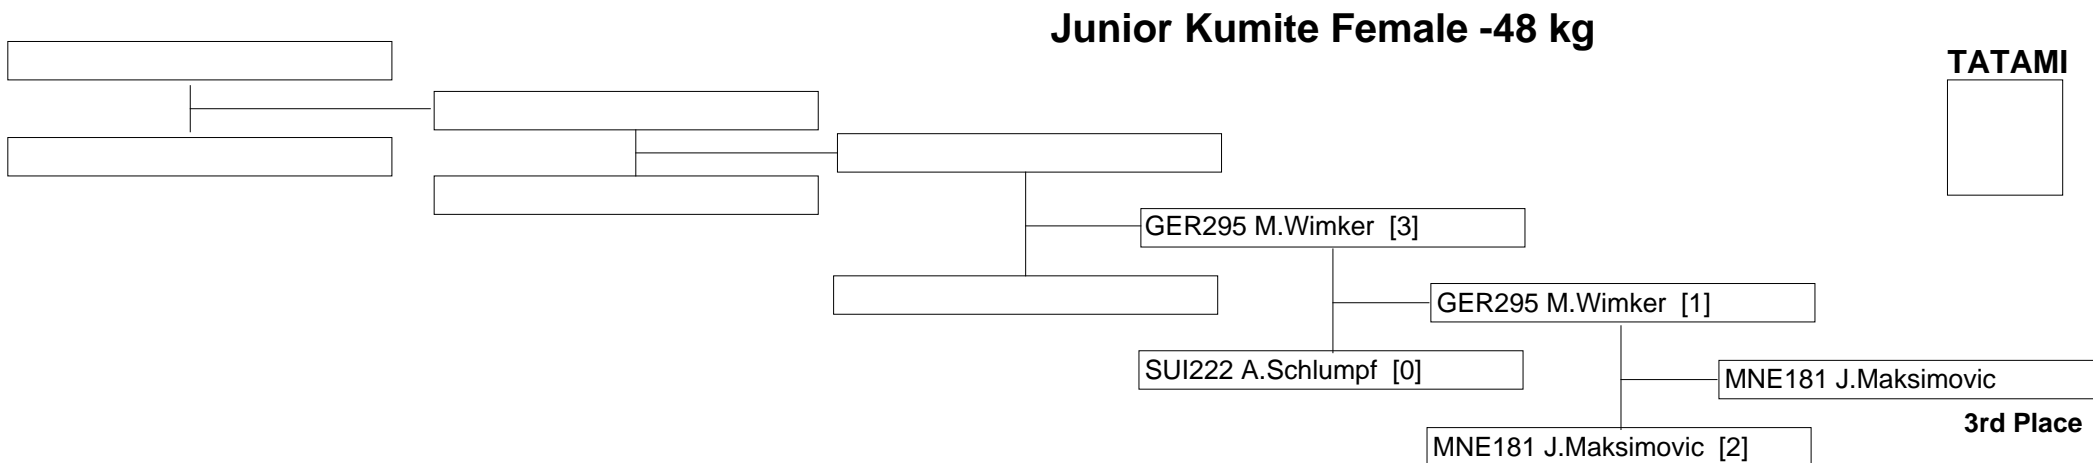 Junior Kumite Female -48 kg
TATAMI
GER295 M.Wimker [3]
GER295 M.Wimker [1]
SUI222 A.Schlumpf [0]
MNE181 J.Maksimovic
3rd Place
MNE181 J.Maksimovic [2]